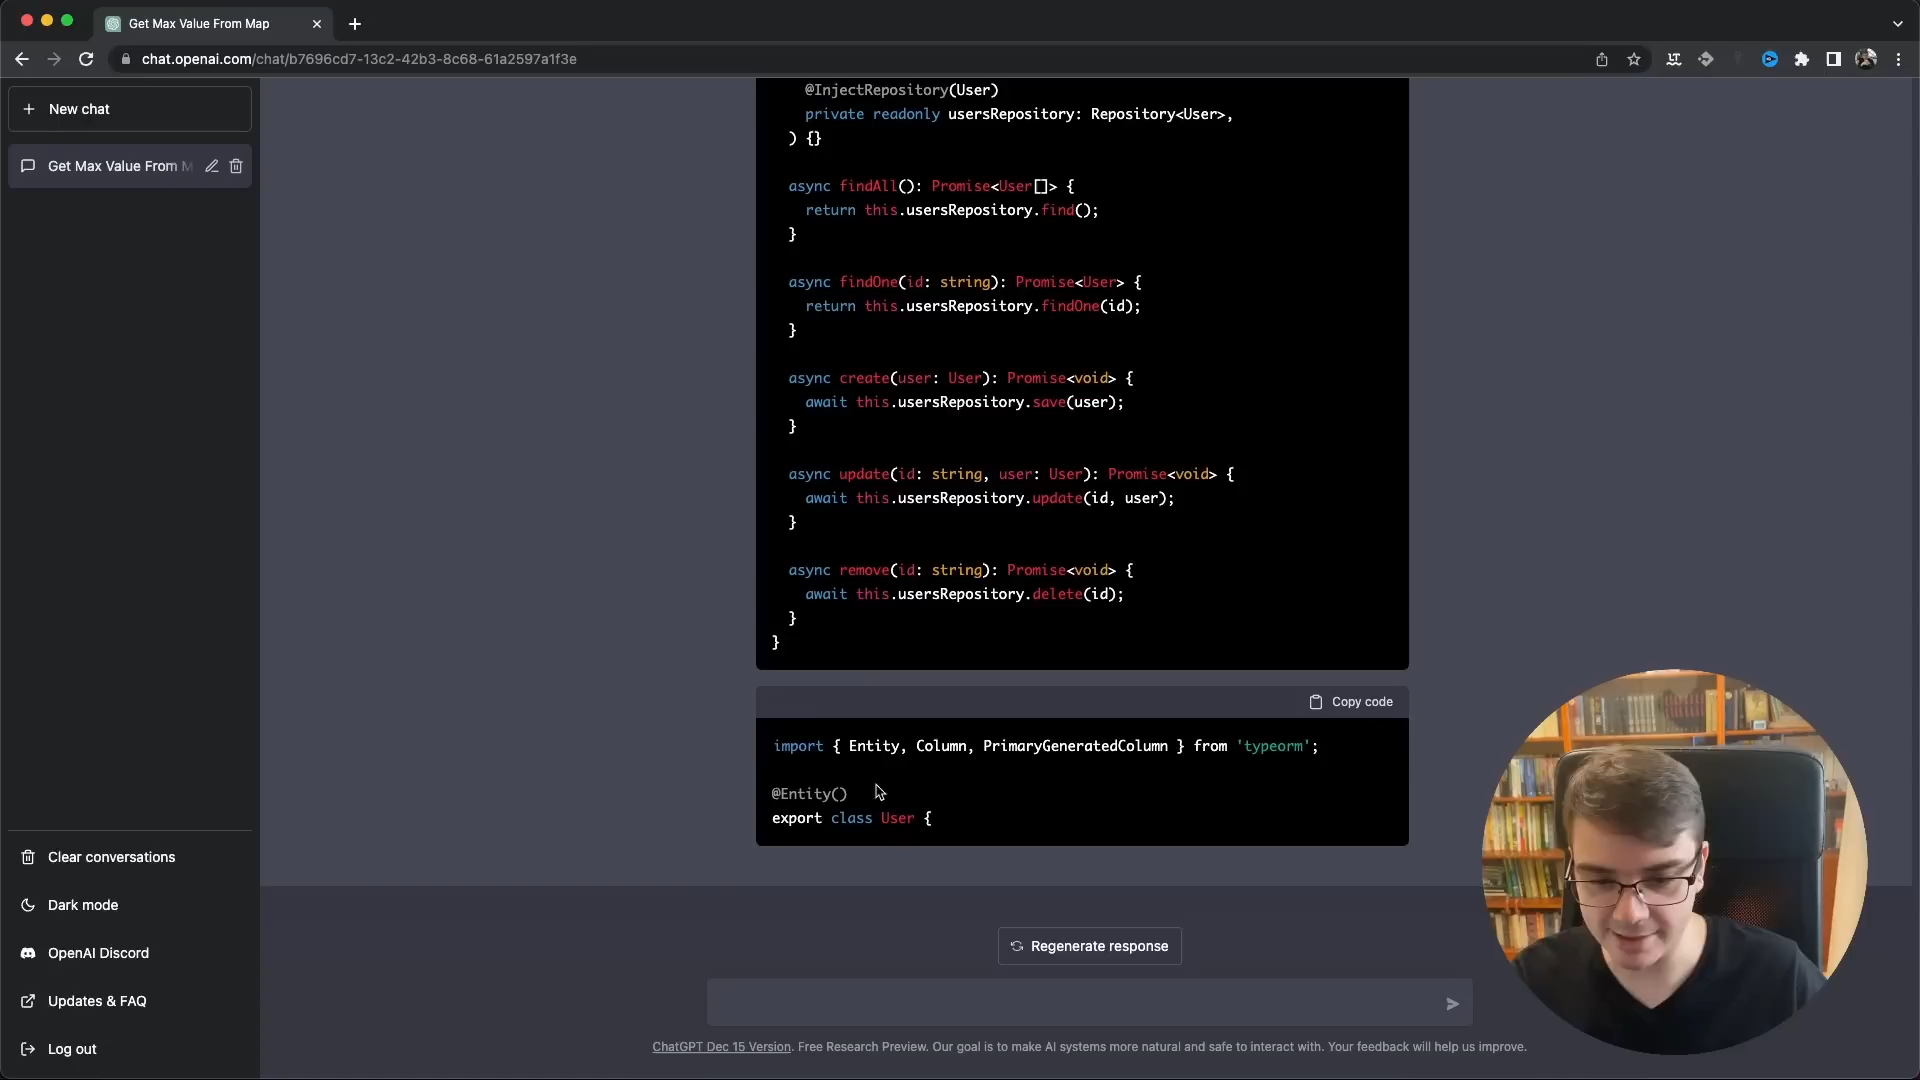 Get Max Value From Map
chat.openai.com/chat/b7696cd7-13c2-42b3-8c68-61a2597a1f3e
New chat
Get Max Value From M
@InjectRepository(User)
private readonly usersRepository: Repository<User>,
) {}
async findAll(): Promise<User[]> {
return this.usersRepository.find();
}
async findOne(id: string): Promise<User> {
return this.usersRepository.findOne(id);
}
async create(user: User): Promise<void> {
await this.usersRepository.save(user);
}
async update(id: string, user: User): Promise<void> {
await this.usersRepository.update(id, user);
}
async remove(id: string): Promise<void> {
await this.usersRepository.delete(id);
}
}
Copy code
import { Entity, Column, PrimaryGeneratedColumn } from 'typeorm';
@Entity()
export class User {
Clear conversations
Dark mode
OpenAI Discord
Updates & FAQ
Log out
Regenerate response
ChatGPT Dec 15 Version. Free Research Preview. Our goal is to make AI systems more natural and safe to interact with. Your feedback will help us improve.